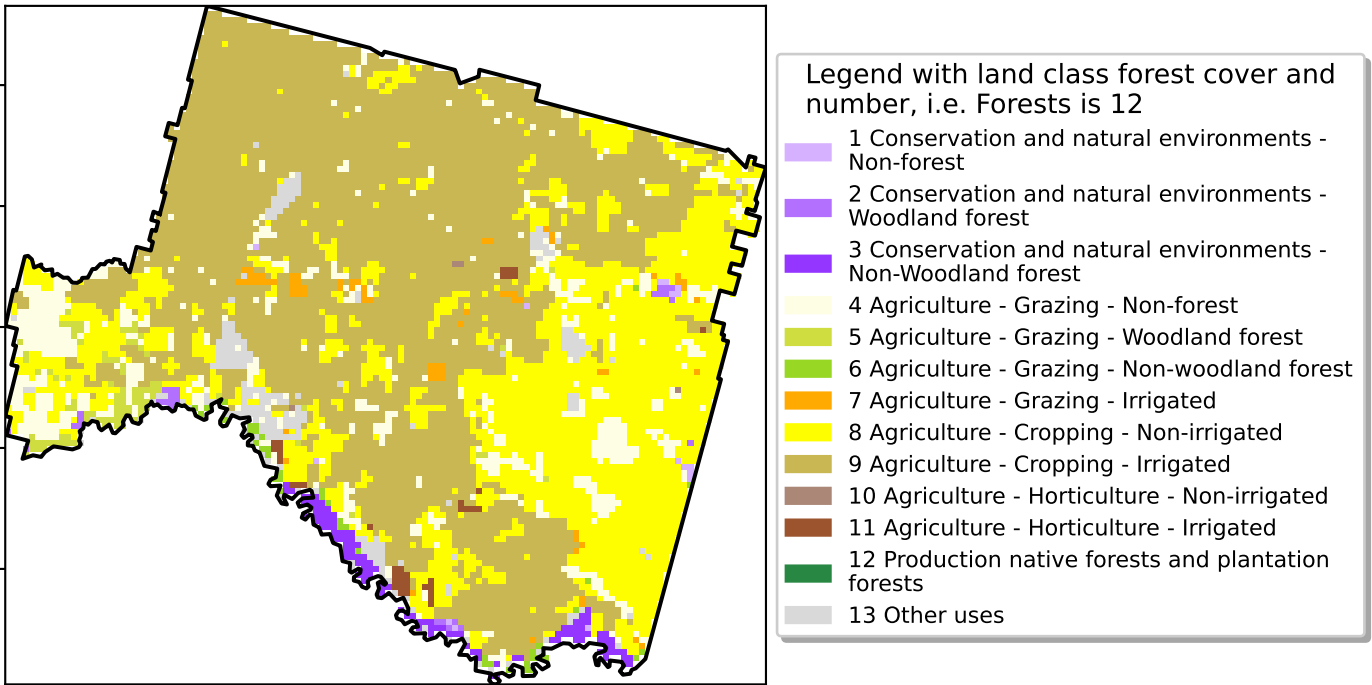 Legend with land class forest cover and
number, i.e. Forests is 12
1 Conservation and natural environments -
Non-forest
2 Conservation and natural environments -
Woodland forest
3 Conservation and natural environments -
Non-Woodland forest
4 Agriculture - Grazing - Non-forest
5 Agriculture - Grazing - Woodland forest
6 Agriculture - Grazing - Non-woodland forest
7 Agriculture - Grazing - Irrigated
8 Agriculture - Cropping - Non-irrigated
9 Agriculture - Cropping - Irrigated
10 Agriculture - Horticulture - Non-irrigated
11 Agriculture - Horticulture - Irrigated
12 Production native forests and plantation
forests
13 Other uses